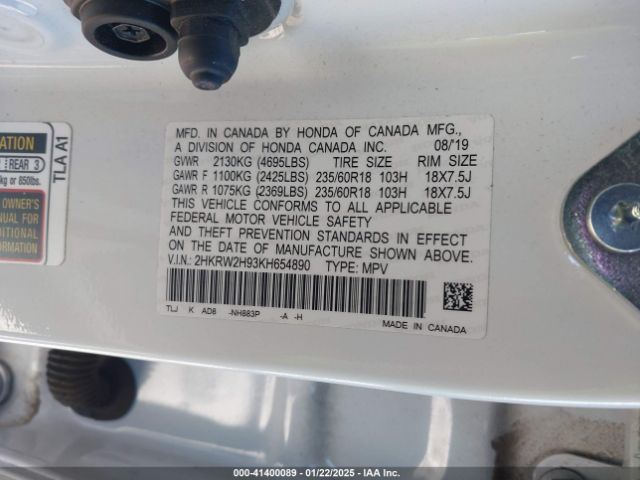 MFD. IN CANADA BY HONDA OF CANADA MFG.,
A DIVISION OF HONDA CANADA INC. 08/'19
GVWR 2130KG (4695LBS) TIRE SIZE RIM SIZE
GAWR F 1100KG (2425LBS) 235/60R18 103H 18X7.5J
GAWR R 1075KG (2369LBS) 235/60R18 103H 18X7.5J
THIS VEHICLE CONFORMS TO ALL APPLICABLE
FEDERAL MOTOR VEHICLE SAFETY
AND THEFT PREVENTION STANDARDS IN EFFECT
ON THE DATE OF MANUFACTURE SHOWN ABOVE.
V.I.N.: 2HKRW2H93KH654890 TYPE: MPV
TLJ K AD8 -NH883P -A -H
MADE IN CANADA
ATION
REAR 3
kg or 850lbs.
OWNER'S
NUAL FOR
DITIONAL
ORMATION
TLA A1
000-41400089 - 01/22/2025 - IAA Inc.